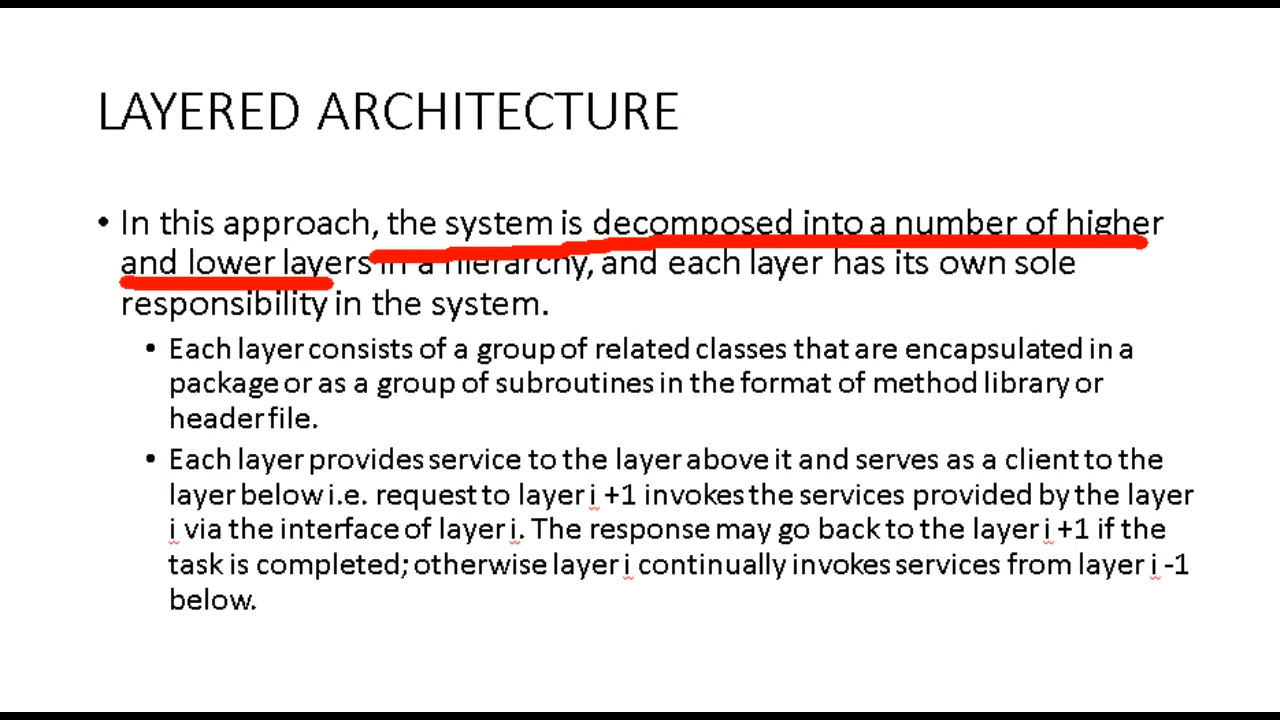 LAYERED ARCHITECTURE
• In this approach, the system is decomposed into a number of higher
and lower layers in a hierarchy, and each layer has its own sole
responsibility in the system.
• Each layer consists of a group of related classes that are encapsulated in a
package or as a group of subroutines in the format of method library or
header file.
• Each layer provides service to the layer above it and serves as a client to the
layer below i.e. request to layer i +1 invokes the services provided by the layer
i via the interface of layer i. The response may go back to the layer i +1 if the
task is completed; otherwise layer i continually invokes services from layer i -1
below.